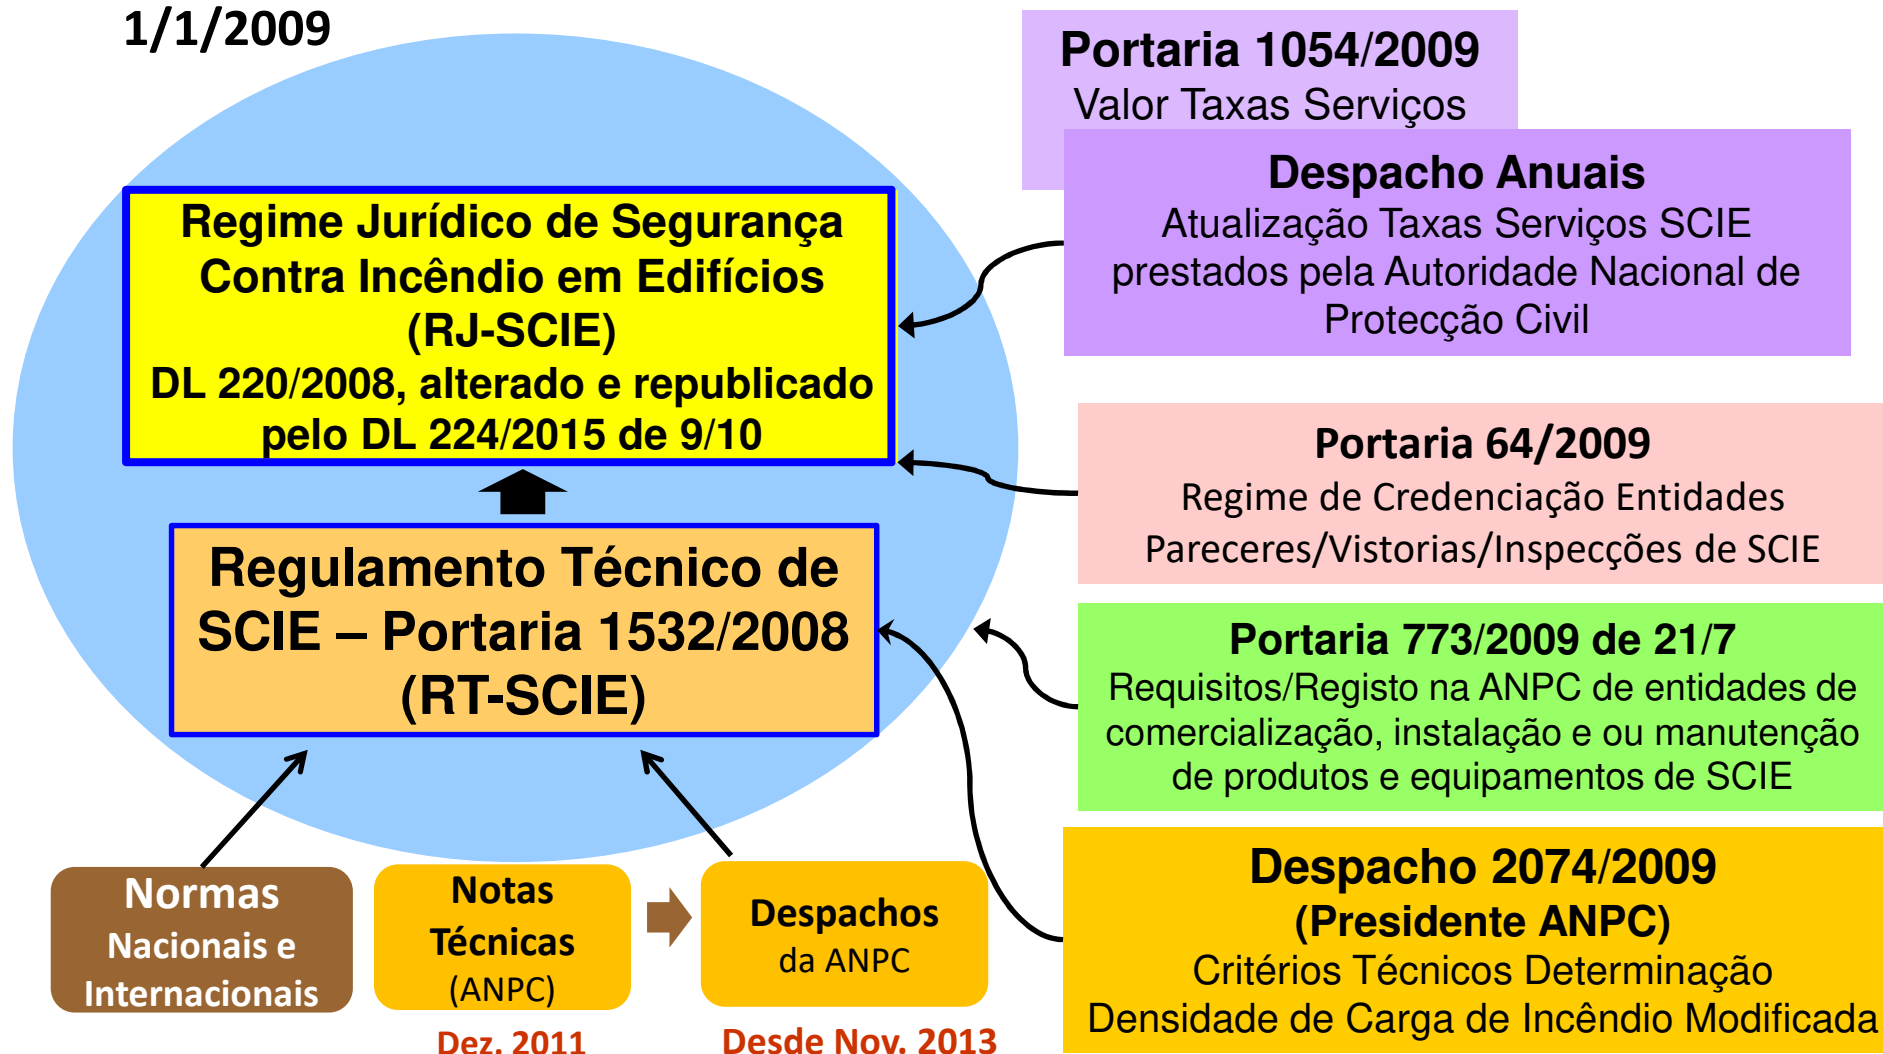 1/1/2009
Portaria 1054/2009
Valor Taxas Serviços
Despacho Anuais
Atualização Taxas Serviços SCIE
prestados pela Autoridade Nacional de
Protecção Civil
Regime Jurídico de Segurança
Contra Incêndio em Edifícios
(RJ-SCIE)
DL 220/2008, alterado e republicado
pelo DL 224/2015 de 9/10
Portaria 64/2009
Regime de Credenciação Entidades
Pareceres/Vistorias/Inspecções de SCIE
Regulamento Técnico de
SCIE – Portaria 1532/2008
(RT-SCIE)
Portaria 773/2009 de 21/7
Requisitos/Registo na ANPC de entidades de
comercialização, instalação e ou manutenção
de produtos e equipamentos de SCIE
Despacho 2074/2009
(Presidente ANPC)
Critérios Técnicos Determinação
Densidade de Carga de Incêndio Modificada
Normas
Nacionais e
Internacionais
Notas
Técnicas
(ANPC)
Dez. 2011
Despachos
da ANPC
Desde Nov. 2013